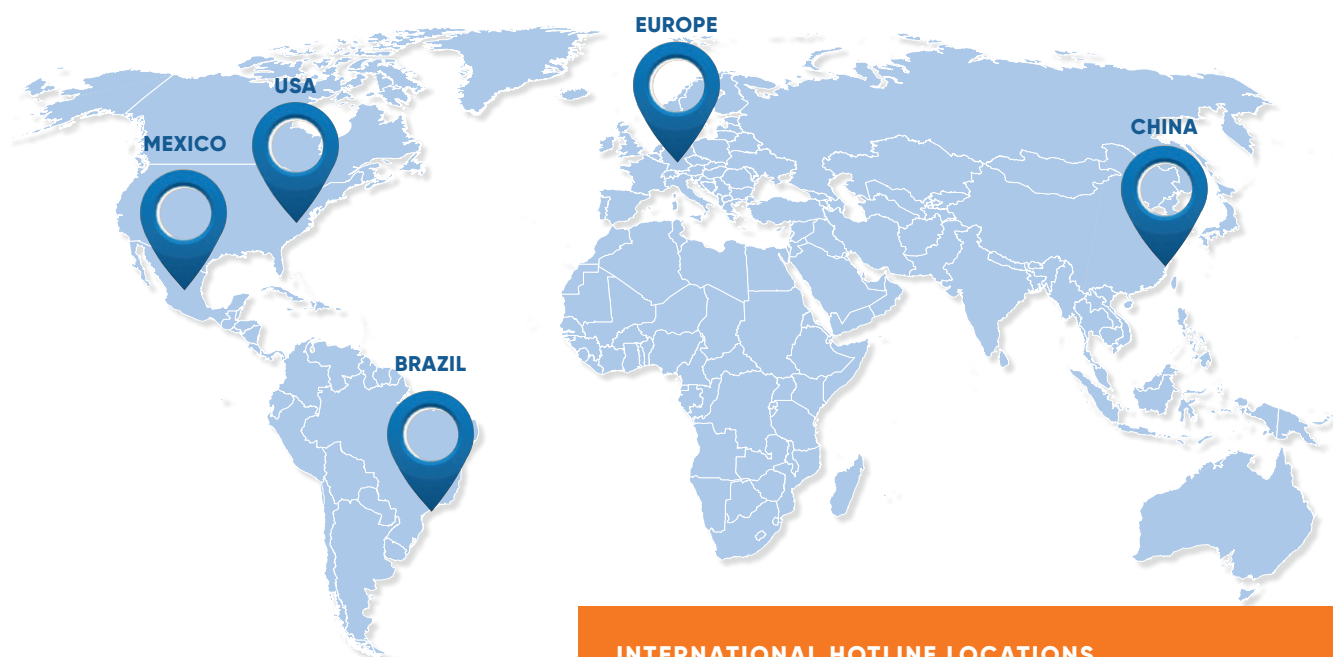 EUROPE
USA
CHINA
MEXICO
BRAZIL
INTERNATIONAL HOTLINE LOCATIONS